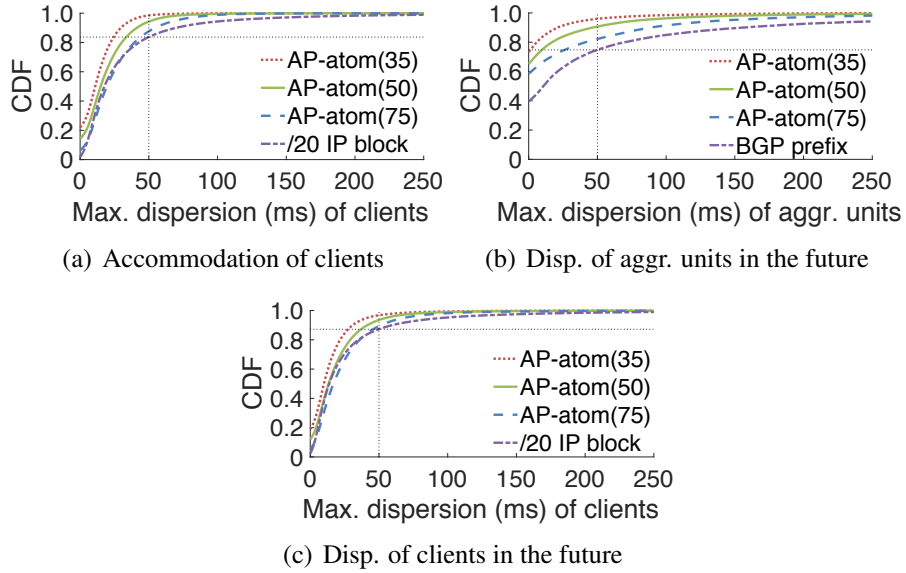 1.0
0.8
0.6
0.4
0.2
0
CDF
AP-atom(35)
AP-atom(50)
AP-atom(75)
/20 IP block
0 50 100 150 200 250
Max. dispersion (ms) of clients
(a) Accommodation of clients
1.0
0.8
0.6
0.4
0.2
0
CDF
AP-atom(35)
AP-atom(50)
AP-atom(75)
BGP prefix
0 50 100 150 200 250
Max. dispersion (ms) of aggr. units
(b) Disp. of aggr. units in the future
1.0
0.8
0.6
0.4
0.2
0
CDF
AP-atom(35)
AP-atom(50)
AP-atom(75)
/20 IP block
0 50 100 150 200 250
Max. dispersion (ms) of clients
(c) Disp. of clients in the future